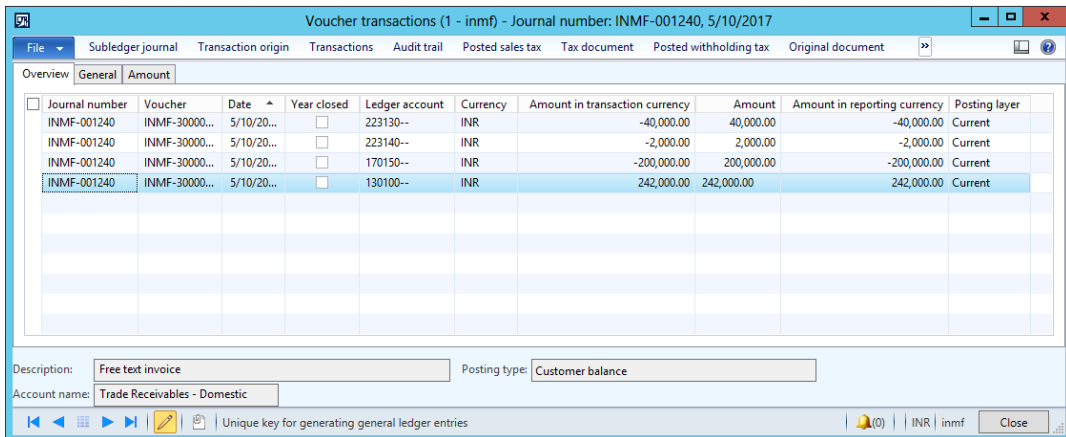 Voucher transactions (1 - inmf) - Journal number: INMF-001240, 5/10/2017
File Subledger journal Transaction origin Transactions Audit trail Posted sales tax Tax document Posted withholding tax Original document »
Overview General Amount
Journal number Voucher Date Year closed Ledger account Currency Amount in transaction currency Amount Amount in reporting currency Posting layer
INMF-001240 INMF-30000... 5/10/20... 223130-- INR -40,000.00 40,000.00 -40,000.00 Current
INMF-001240 INMF-30000... 5/10/20... 223140-- INR -2,000.00 2,000.00 -2,000.00 Current
INMF-001240 INMF-30000... 5/10/20... 170150-- INR -200,000.00 200,000.00 -200,000.00 Current
INMF-001240 INMF-30000... 5/10/20... 130100-- INR 242,000.00 242,000.00 242,000.00 Current
Description: Free text invoice Posting type: Customer balance
Account name: Trade Receivables - Domestic
Unique key for generating general ledger entries (0) INR inmf Close